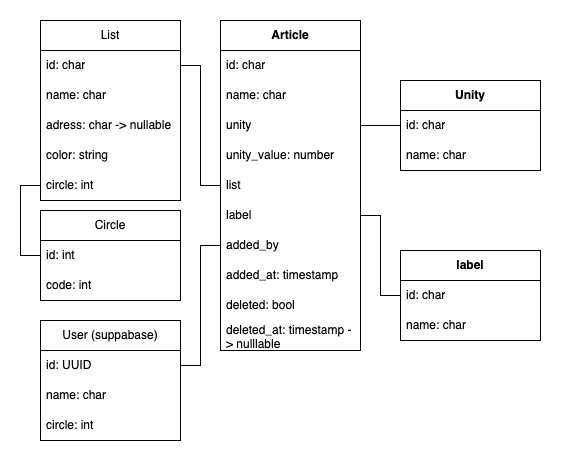 List
id: char
name: char
adress: char -> nullable
color: string
circle: int
Circle
id: int
code: int
User (suppabase)
id: UUID
name: char
circle: int
Article
id: char
name: char
unity
unity_value: number
list
label
added_by
added_at: timestamp
deleted: bool
deleted_at: timestamp -
> nulllable
Unity
id: char
name: char
label
id: char
name: char